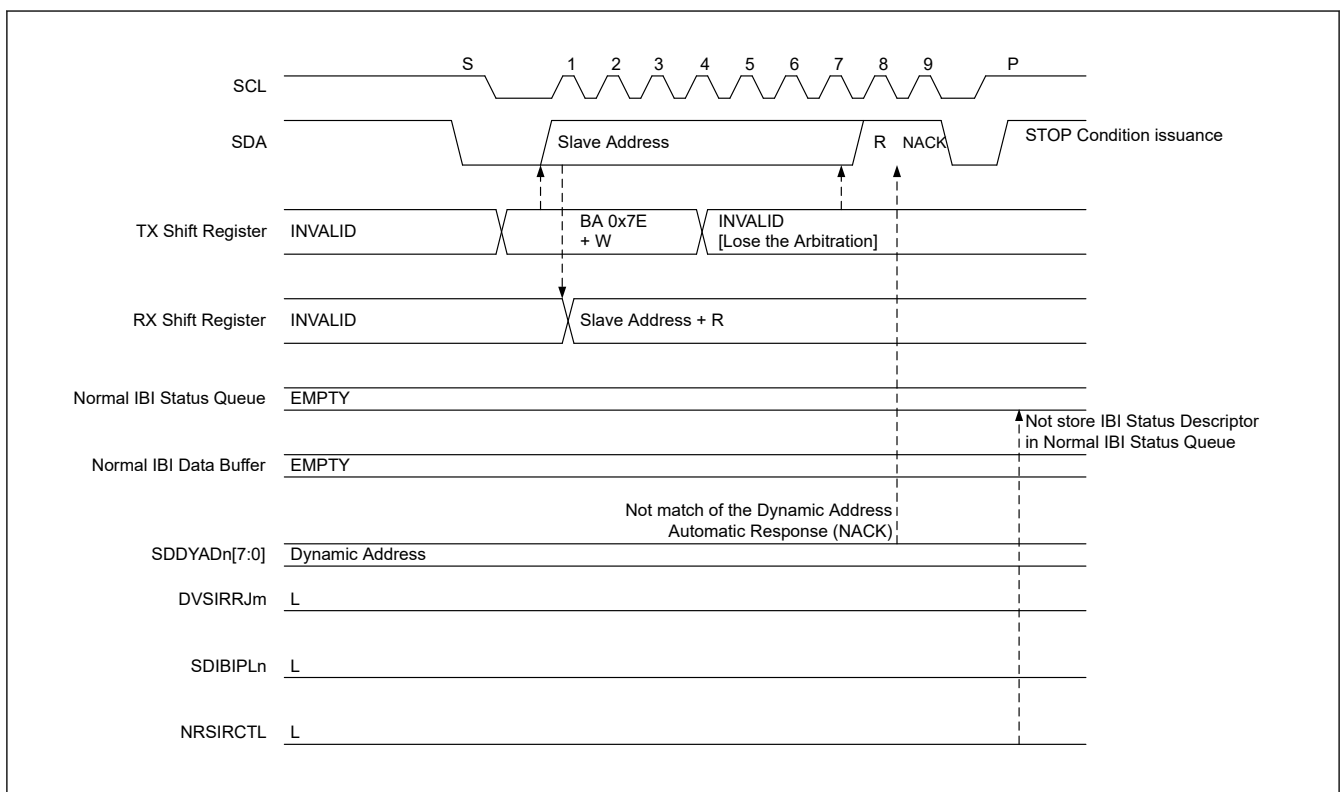 S 1 2 3 4 5 6 7 8 9 P
SCL
SDA Slave Address R NACK STOP Condition issuance
TX Shift Register INVALID BA 0x7E INVALID
+ W [Lose the Arbitration]
RX Shift Register INVALID Slave Address + R
Normal IBI Status Queue EMPTY
Not store IBI Status Descriptor
in Normal IBI Status Queue
Normal IBI Data Buffer EMPTY
Not match of the Dynamic Address
Automatic Response (NACK)
SDDYADn[7:0] Dynamic Address
DVSIRRJm L
SDIBIPLn L
NRSIRCTL L